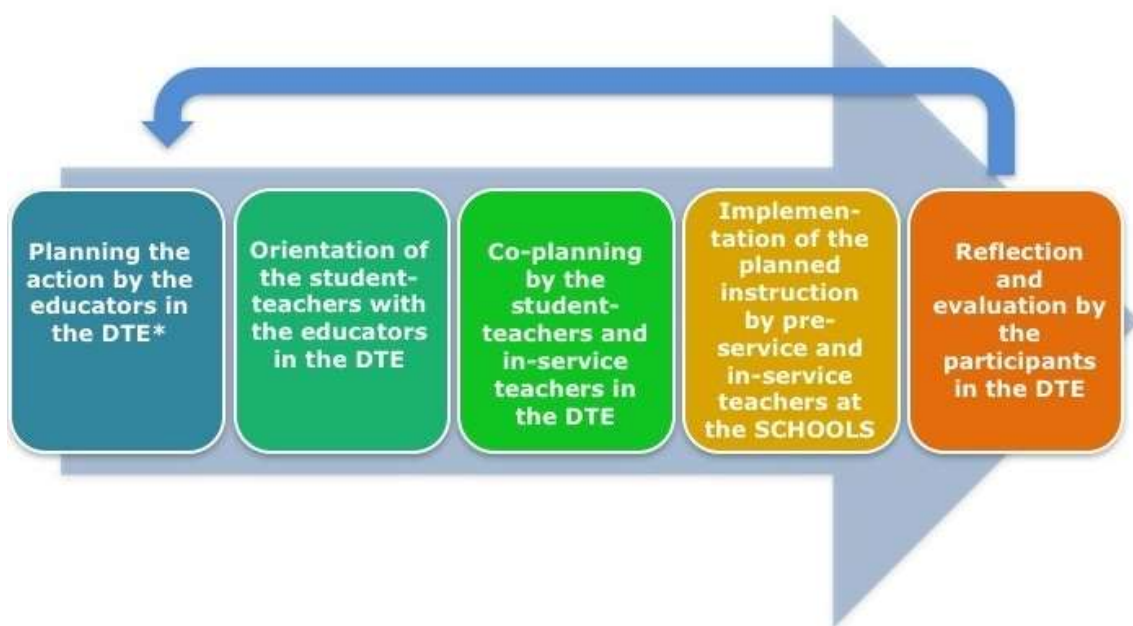 Planning the
action by the
educators in
the DTE*
Orientation of
the student-
teachers with
the educators
in the DTE
Co-planning
by the
student-
teachers and
in-service
teachers in
the DTE
Implemen-
tation of the
planned
instruction
by pre-
service and
in-service
teachers at
the SCHOOLS
Reflection
and
evaluation by
the
participants
in the DTE